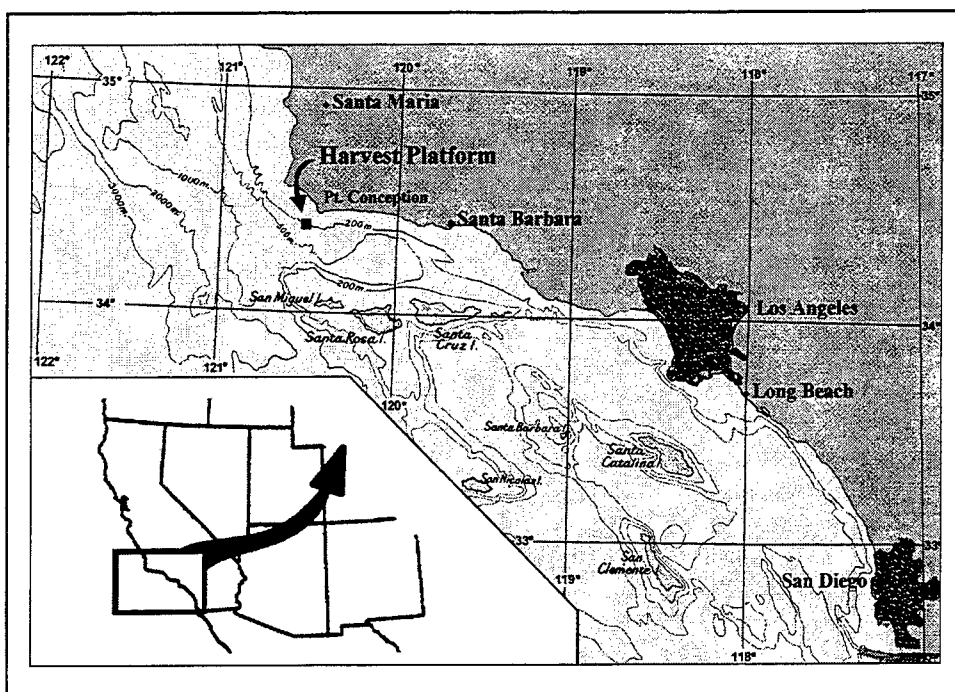 122°
121°
120°
119°
118°
117°
35°
35°
Santa Maria
Harvest Platform
Pt. Conception
Santa Barbara
1000m
2000m
3000m
200m
200m
34°
San Miguel I.
Santa Rosa I.
Santa
Cruz I.
Los Angeles
34°
122°
121°
120°
Long Beach
Santa Barbara I.
Santa
Catalina I.
San Nicolas I.
33°
33°
San
Clemente I.
119°
San Diego
118°